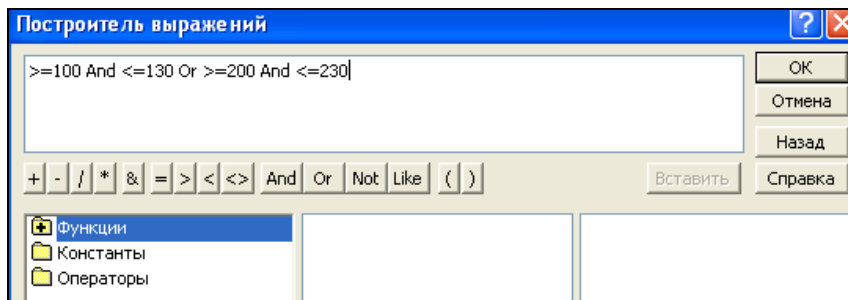 Построитель выражений
>=100 And <=130 Or >=200 And <=230
ОК
Отмена
Назад
+ - / * & = > < <> And Or Not Like ( ) Вставить Справка
Функции
Константы
Операторы